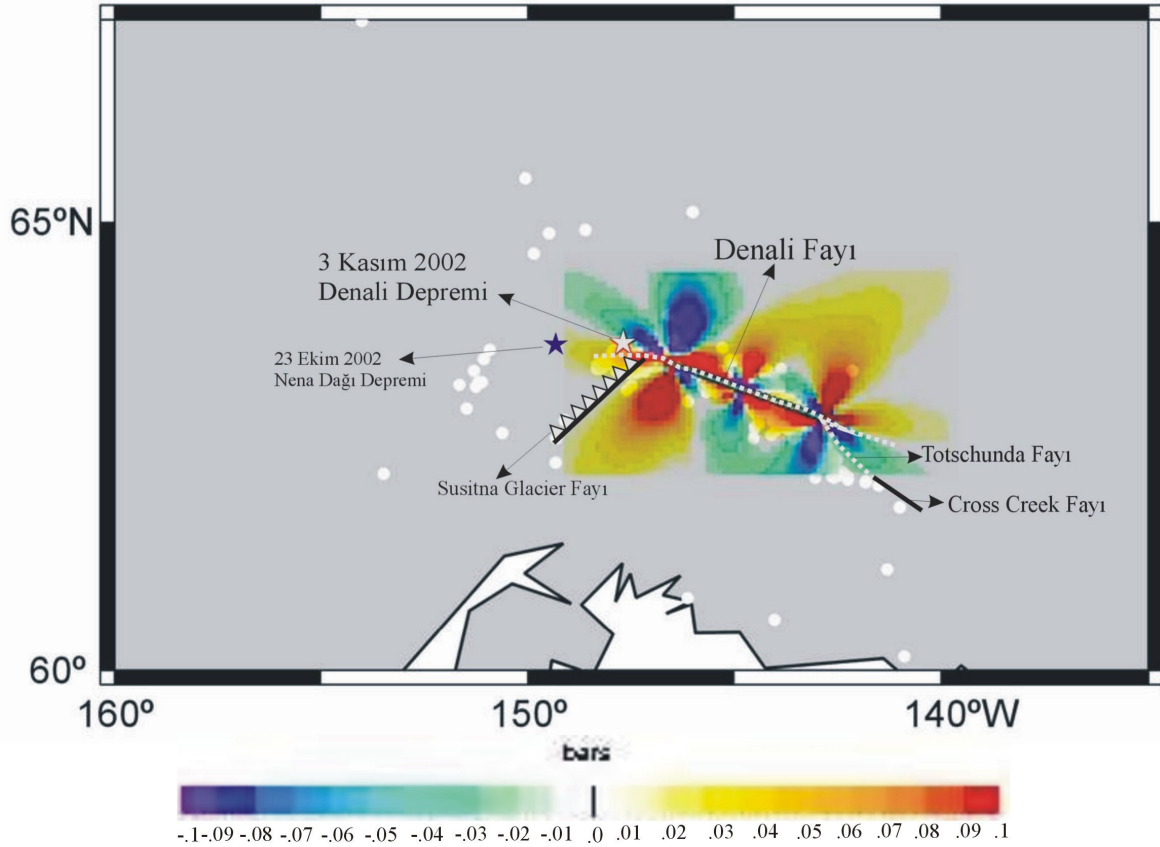 65ºN
3 Kasım 2002
Denali Depremi
Denali Fayı
23 Ekim 2002
Nena Dağı Depremi
Susitna Glacier Fayı
Totschunda Fayı
Cross Creek Fayı
60º
160º 150º 140ºW
bars
-.1 -.09 -.08 -.07 -.06 -.05 -.04 -.03 -.02 -.01 .0 .01 .02 .03 .04 .05 .06 .07 .08 .09 .1